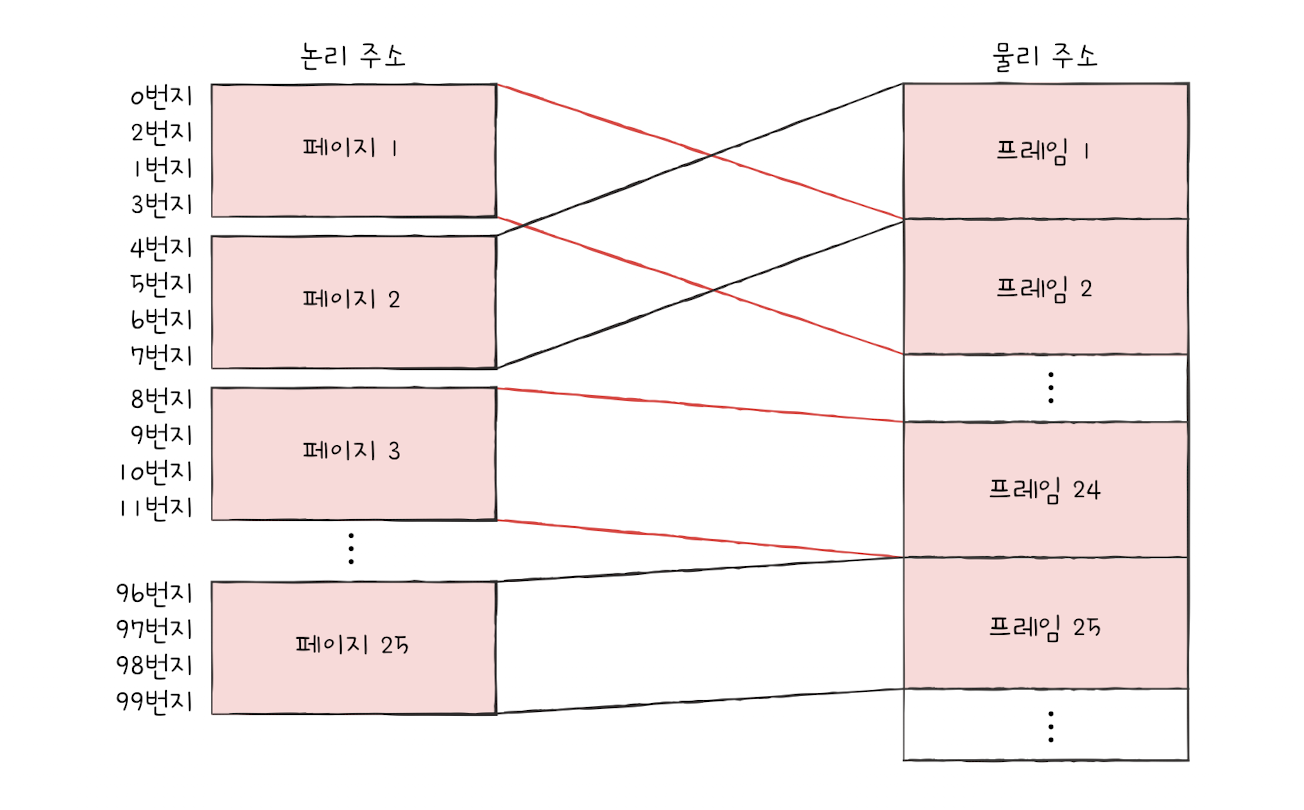 논리 주소
0번지
2번지
1번지
3번지
페이지 1
4번지
5번지
6번지
7번지
페이지 2
8번지
9번지
10번지
11번지
페이지 3
96번지
97번지
98번지
99번지
페이지 25
물리 주소
프레임 1
프레임 2
프레임 24
프레임 25